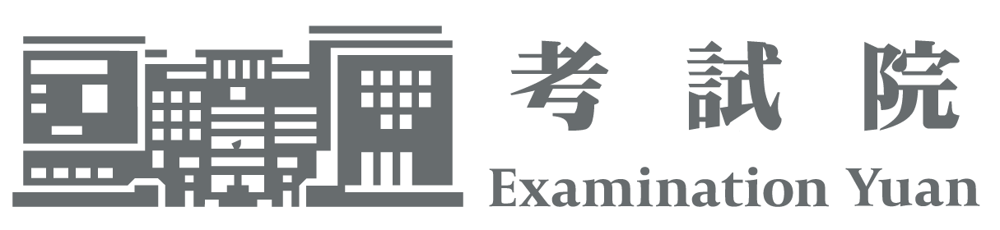 考試院
Examination Yuan